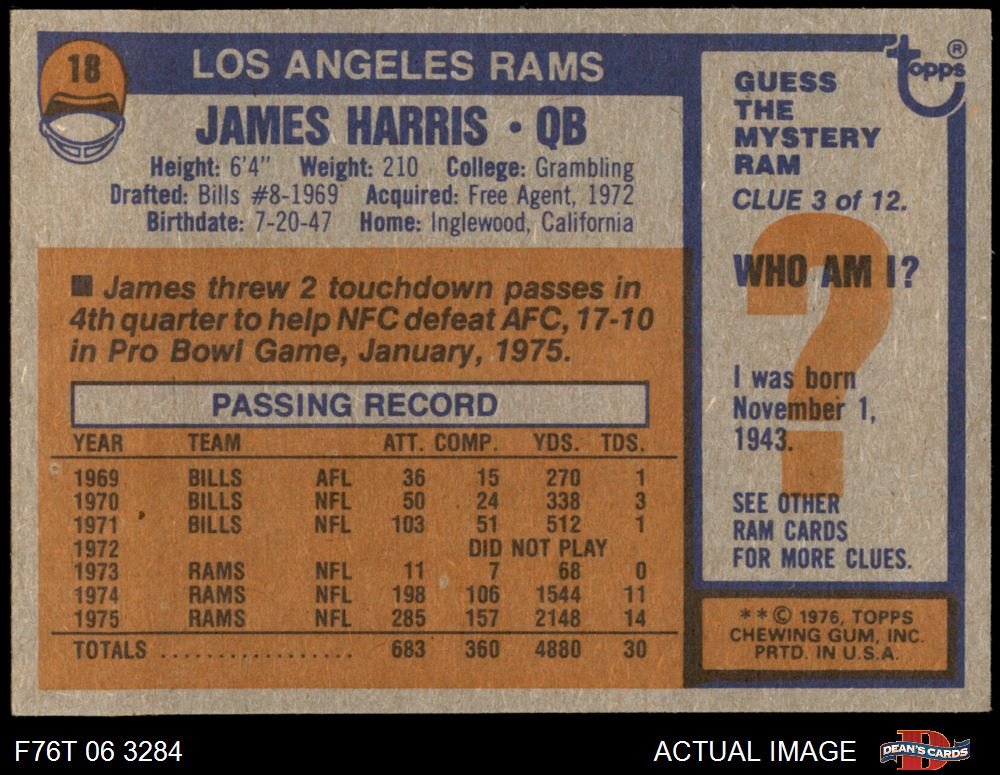 18
LOS ANGELES RAMS
JAMES HARRIS • QB
Height: 6'4" Weight: 210 College: Grambling
Drafted: Bills #8-1969 Acquired: Free Agent, 1972
Birthdate: 7-20-47 Home: Inglewood, California
■ James threw 2 touchdown passes in
4th quarter to help NFC defeat AFC, 17-10
in Pro Bowl Game, January, 1975.
PASSING RECORD
YEAR TEAM ATT. COMP. YDS. TDS.
1969 BILLS AFL 36 15 270 1
1970 BILLS NFL 50 24 338 3
1971 BILLS NFL 103 51 512 1
1972 DID NOT PLAY
1973 RAMS NFL 11 7 68 0
1974 RAMS NFL 198 106 1544 11
1975 RAMS NFL 285 157 2148 14
TOTALS .................. 683 360 4880 30
topps ®
GUESS
THE
MYSTERY
RAM
CLUE 3 of 12.
WHO AM I?
?
I was born
November 1,
1943.
SEE OTHER
RAM CARDS
FOR MORE CLUES.
* * © 1976, TOPPS
CHEWING GUM, INC.
PRTD. IN U.S.A.
F76T 06 3284
ACTUAL IMAGE
D
DEAN'S CARDS